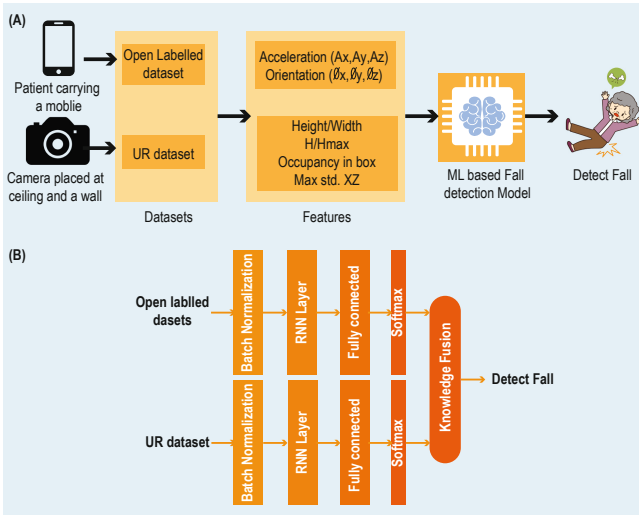 (A)
Patient carrying
a moblie
Camera placed at
ceiling and a wall
Open Labelled
dataset
UR dataset
Datasets
Acceleration (Ax,Ay,Az)
Orientation (Øx,Øy,Øz)
Height/Width
H/Hmax
Occupancy in box
Max std. XZ
Features
ML based Fall
detection Model
Detect Fall
(B)
Open lablled
dasets
Batch Normalization
RNN Layer
Fully connected
Softmax
UR dataset
Batch Normalization
RNN Layer
Fully connected
Softmax
Knowledge Fusion
Detect Fall